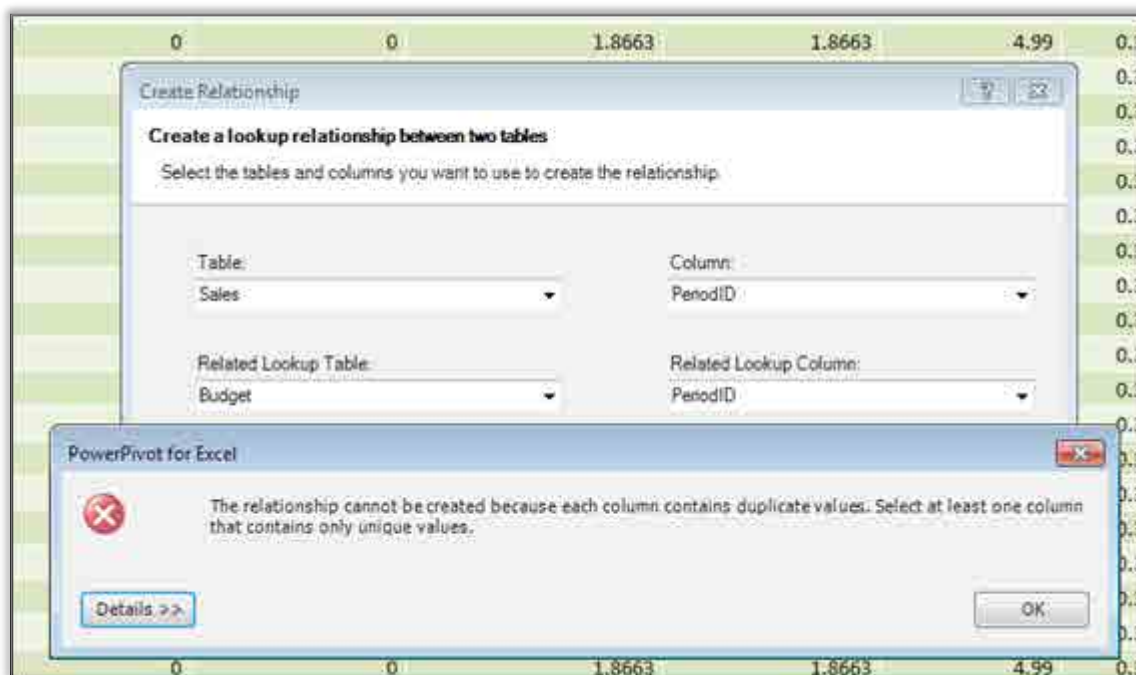 0 0 1.8663 1.8663 4.99
Create Relationship
Create a lookup relationship between two tables
Select the tables and columns you want to use to create the relationship.
Table: Column:
Sales PeriodID
Related Lookup Table: Related Lookup Column:
Budget PeriodID
PowerPivot for Excel
The relationship cannot be created because each column contains duplicate values. Select at least one column
that contains only unique values.
Details >> OK
0 0 1.8663 1.8663 4.99